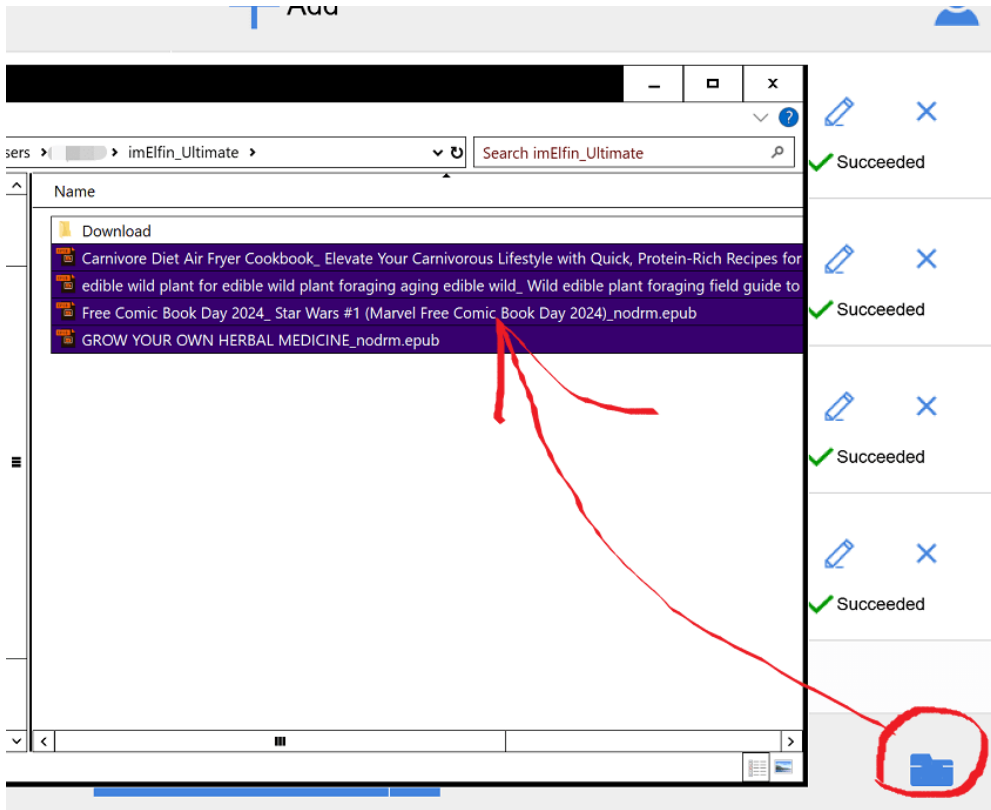 Add
sers > > imElfin_Ultimate >
Search imElfin_Ultimate
Name
Download
Carnivore Diet Air Fryer Cookbook_ Elevate Your Carnivorous Lifestyle with Quick, Protein-Rich Recipes for
edible wild plant for edible wild plant foraging aging edible wild_ Wild edible plant foraging field guide to
Free Comic Book Day 2024_ Star Wars #1 (Marvel Free Comic Book Day 2024)_nodrm.epub
GROW YOUR OWN HERBAL MEDICINE_nodrm.epub
Succeeded
Succeeded
Succeeded
Succeeded